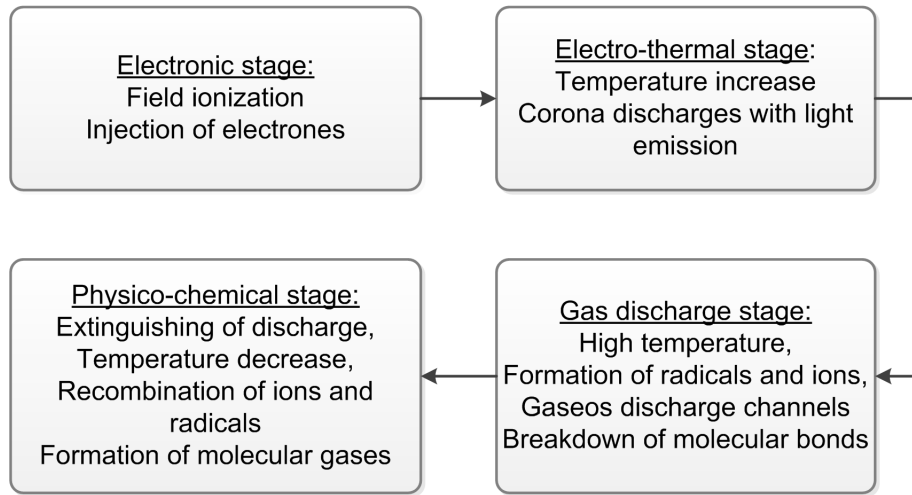 Electronic stage:
Field ionization
Injection of electrones
Electro-thermal stage:
Temperature increase
Corona discharges with light
emission
Gas discharge stage:
High temperature,
Formation of radicals and ions,
Gaseos discharge channels
Breakdown of molecular bonds
Physico-chemical stage:
Extinguishing of discharge,
Temperature decrease,
Recombination of ions and
radicals
Formation of molecular gases